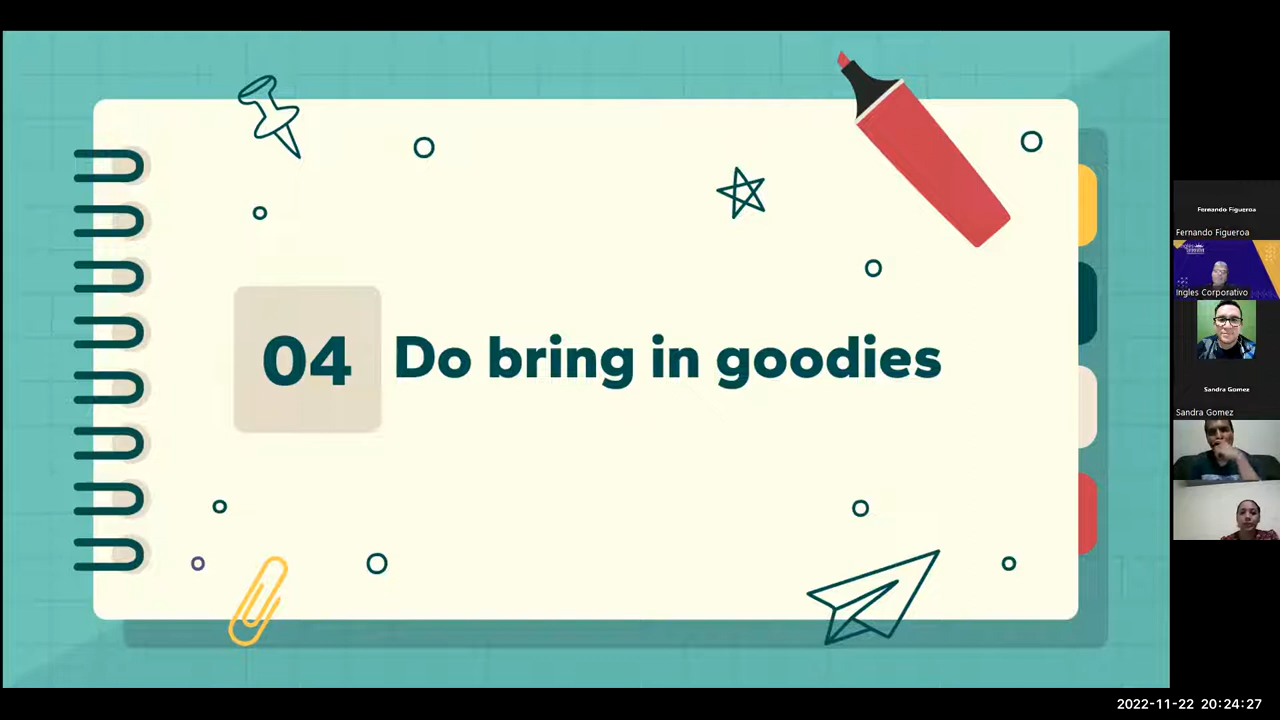 04 Do bring in goodies
Fernando Figueroa
Fernando Figueroa
Ingles Corporativo
Sandra Gomez
Sandra Gomez
2022-11-22 20:24:27